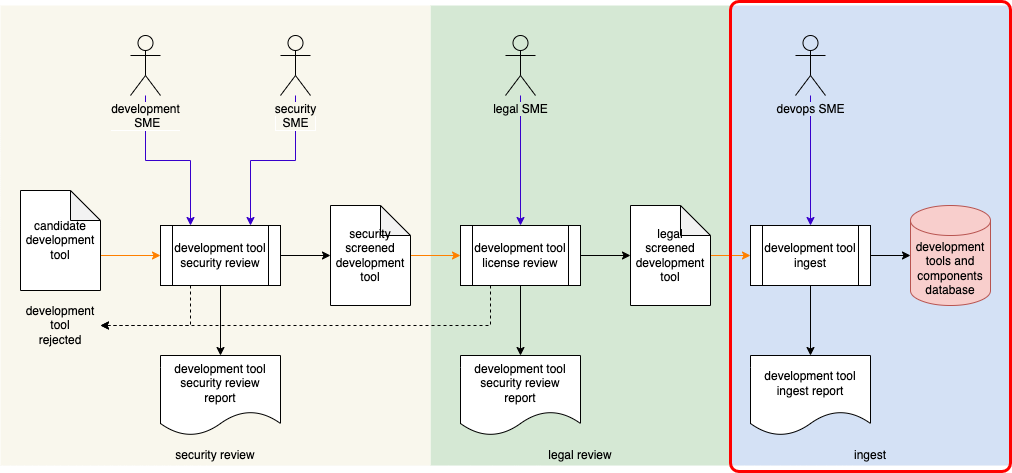 development
SME
security
SME
legal SME
devops SME
candidate
development
tool
development tool
security review
security
screened
development
tool
development tool
license review
legal
screened
development
tool
development tool
ingest
development
tools and
components
database
development
tool
rejected
development tool
security review
report
development tool
security review
report
development tool
ingest report
security review
legal review
ingest